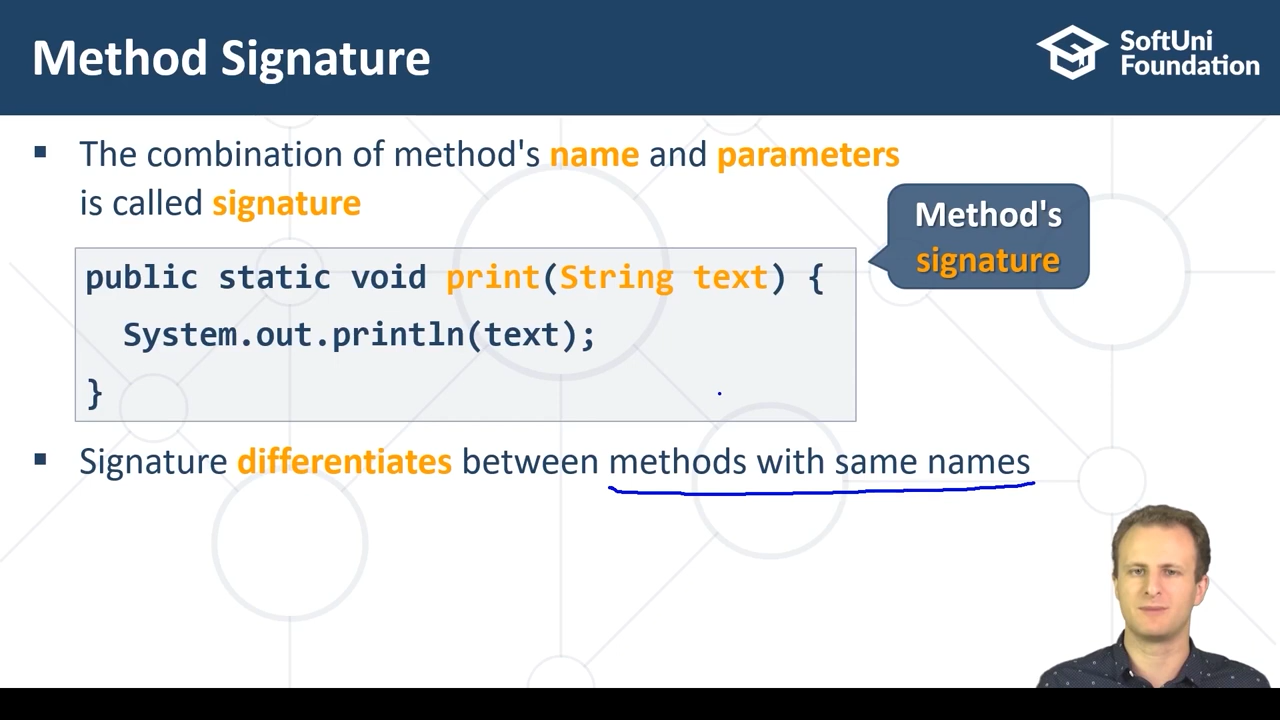 Method Signature
SoftUni
Foundation
▪ The combination of method's name and parameters
is called signature
Method's
signature
public static void print(String text) {
System.out.println(text);
}
▪ Signature differentiates between methods with same names